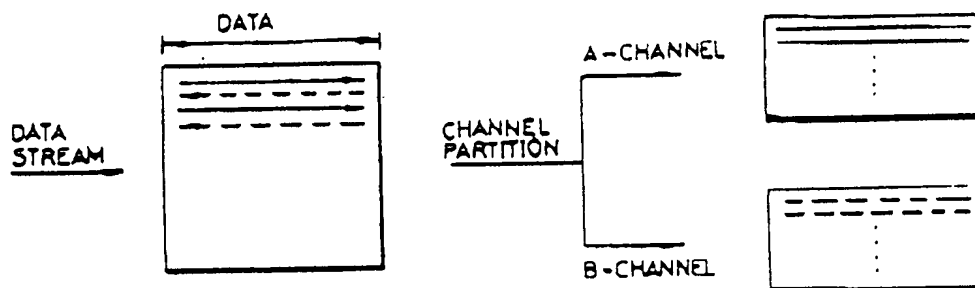 DATA
DATA
STREAM
CHANNEL
PARTITION
A-CHANNEL
B-CHANNEL